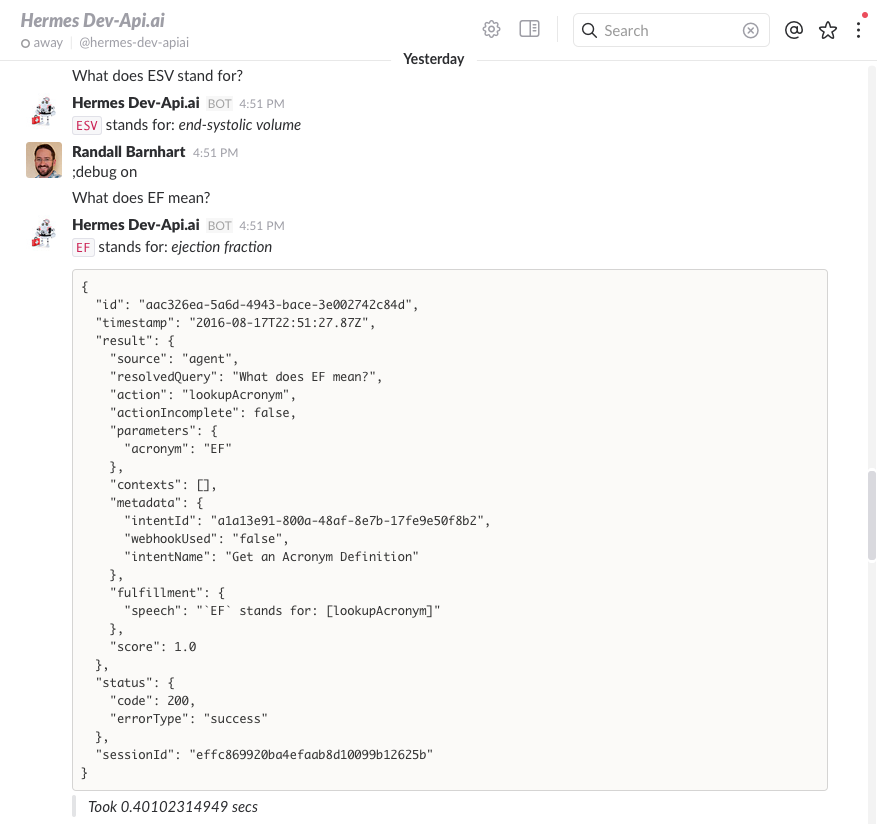 Hermes Dev-Api.ai
away | @hermes-dev-apiai
Search
Yesterday
What does ESV stand for?
Hermes Dev-Api.ai BOT 4:51 PM
ESV stands for: end-systolic volume
Randall Barnhart 4:51 PM
;debug on
What does EF mean?
Hermes Dev-Api.ai BOT 4:51 PM
EF stands for: ejection fraction
{
  "id": "aac326ea-5a6d-4943-bace-3e002742c84d",
  "timestamp": "2016-08-17T22:51:27.87Z",
  "result": {
    "source": "agent",
    "resolvedQuery": "What does EF mean?",
    "action": "lookupAcronym",
    "actionIncomplete": false,
    "parameters": {
      "acronym": "EF"
    },
    "contexts": [],
    "metadata": {
      "intentId": "a1a13e91-800a-48af-8e7b-17fe9e50f8b2",
      "webhookUsed": "false",
      "intentName": "Get an Acronym Definition"
    },
    "fulfillment": {
      "speech": "`EF` stands for: [lookupAcronym]"
    },
    "score": 1.0
  },
  "status": {
    "code": 200,
    "errorType": "success"
  },
  "sessionId": "effc869920ba4efaab8d10099b12625b"
}
Took 0.40102314949 secs